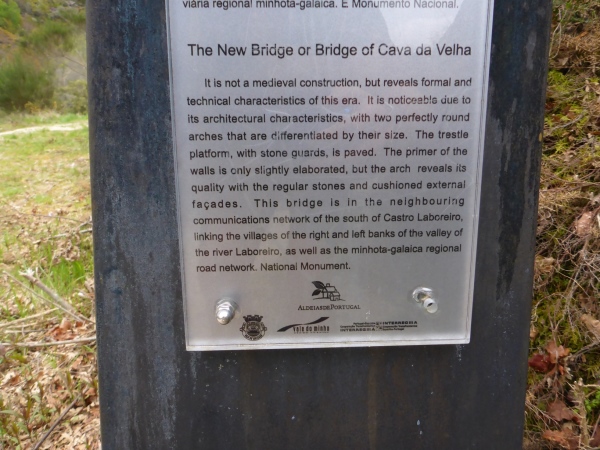 viária regional minhota-galaica. É Monumento Nacional.
The New Bridge or Bridge of Cava da Velha
It is not a medieval construction, but reveals formal and
technical characteristics of this era. It is noticeable due to
its architectural characteristics, with two perfectly round
arches that are differentiated by their size. The trestle
platform, with stone guards, is paved. The primer of the
walls is only slightly elaborated, but the arch reveals its
quality with the regular stones and cushioned external
façades. This bridge is in the neighbouring
communications network of the south of Castro Laboreiro,
linking the villages of the right and left banks of the valley of
the river Laboreiro, as well as the minhota-galaica regional
road network. National Monument.
ALDEIAS DE PORTUGAL
vale do minho
INTERREG III A
INTERREG III A